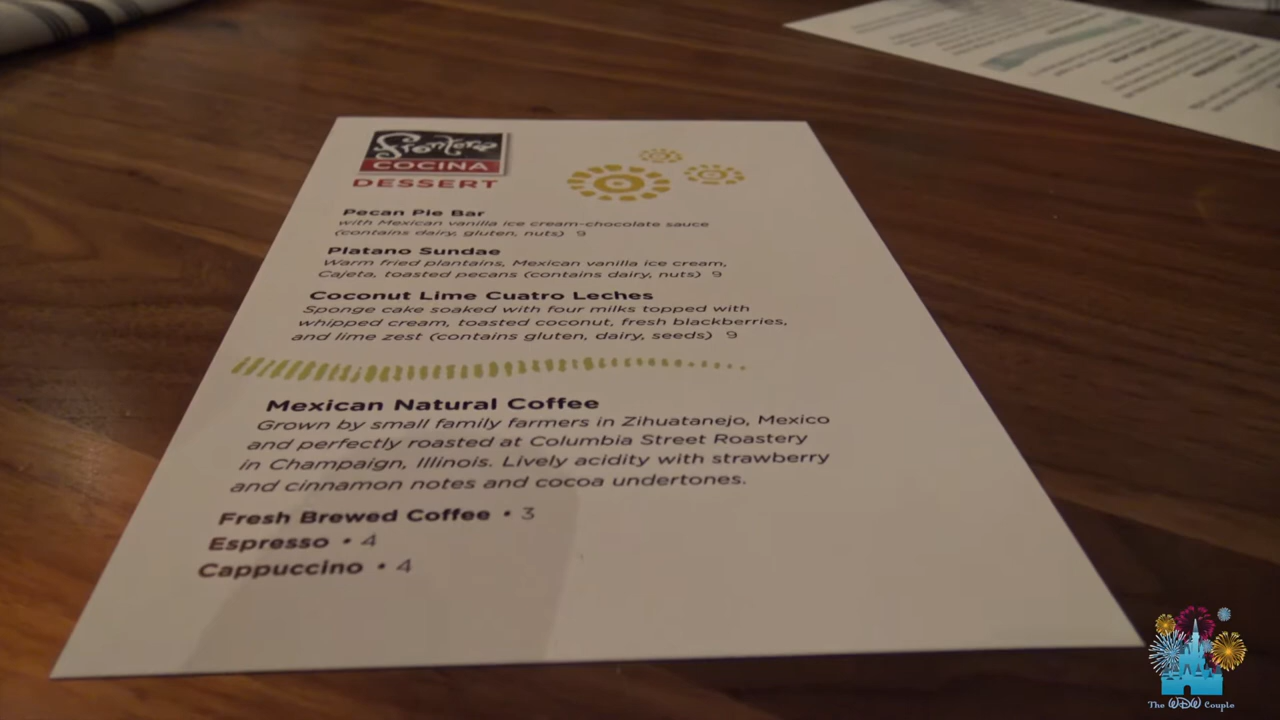 Frontera
COCINA
DESSERT
Pecan Pie Bar
with Mexican vanilla ice cream-chocolate sauce
(contains dairy, gluten, nuts) 9
Platano Sundae
Warm fried plantains, Mexican vanilla ice cream,
Cajeta, toasted pecans (contains dairy, nuts) 9
Coconut Lime Cuatro Leches
Sponge cake soaked with four milks topped with
whipped cream, toasted coconut, fresh blackberries,
and lime zest (contains gluten, dairy, seeds) 9
Mexican Natural Coffee
Grown by small family farmers in Zihuatanejo, Mexico
and perfectly roasted at Columbia Street Roastery
in Champaign, Illinois. Lively acidity with strawberry
and cinnamon notes and cocoa undertones.
Fresh Brewed Coffee • 3
Espresso • 4
Cappuccino • 4
The WDW Couple